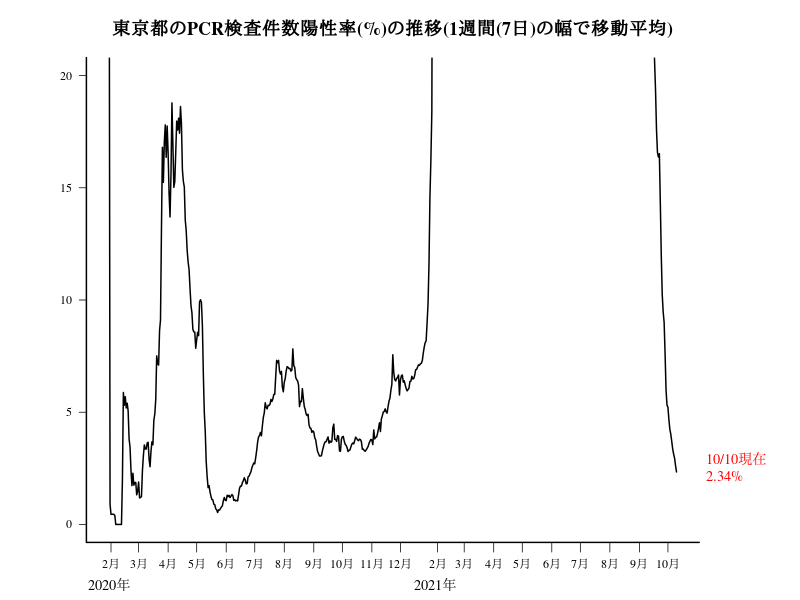 東京都のPCR検査件数陽性率(%)の推移(1週間(7日)の幅で移動平均)
20
15
10
5
0
10/10現在
2.34%
2月 3月 4月 5月 6月 7月 8月 9月 10月 11月 12月 2月 3月 4月 5月 6月 7月 8月 9月 10月
2020年 2021年